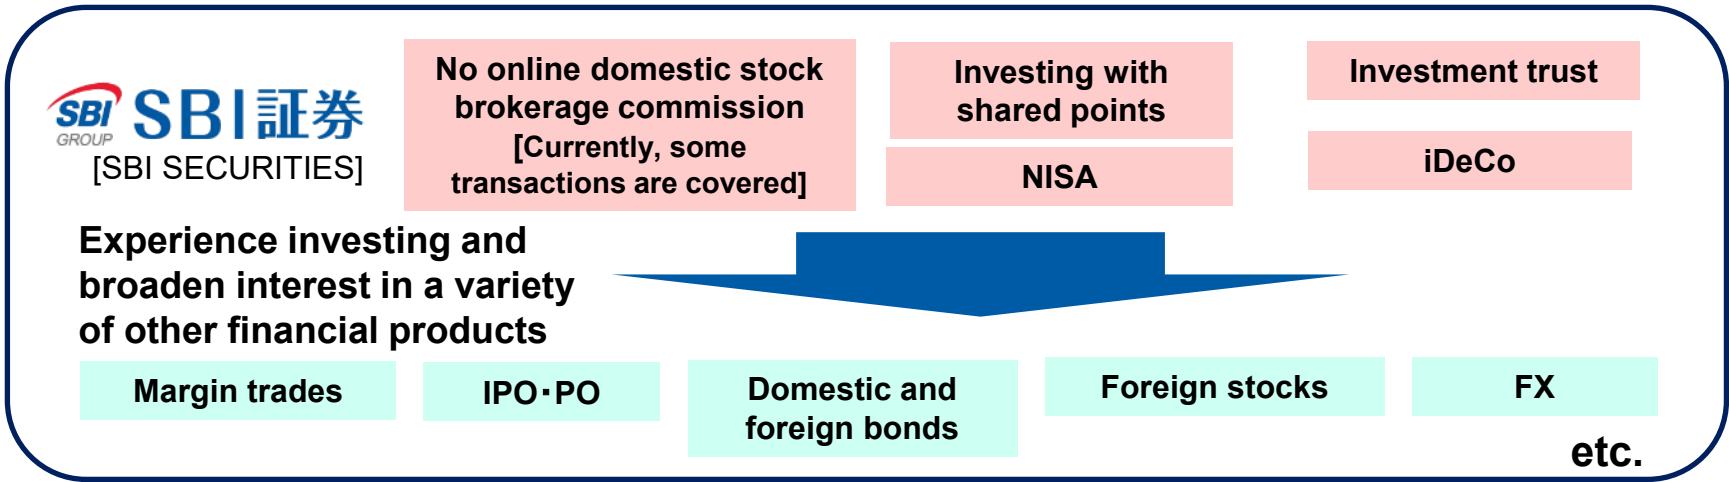 SBI
GROUP
SBI証券
[SBI SECURITIES]
No online domestic stock
brokerage commission
[Currently, some
transactions are covered]
Investing with
shared points
NISA
Investment trust
iDeCo
Experience investing and
broaden interest in a variety
of other financial products
Margin trades
IPO･PO
Domestic and
foreign bonds
Foreign stocks
FX
etc.